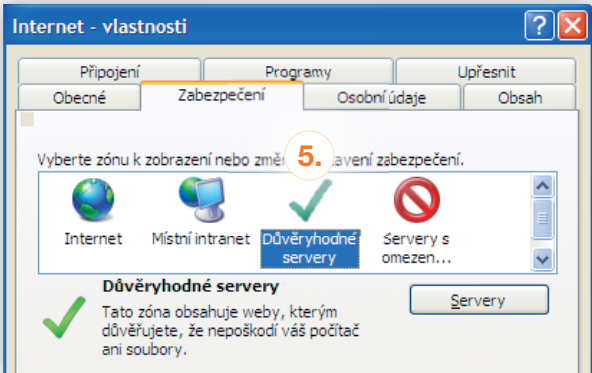 Internet - vlastnosti
Připojení Programy Upřesnit
Obecné Zabezpečení Osobní údaje Obsah
5.
Vyberte zónu k zobrazení nebo změ avení zabezpečení.
Internet Místní intranet Důvěryhodné servery Servery s omezen...
Důvěryhodné servery
Servery
Tato zóna obsahuje weby, kterým
důvěřujete, že nepoškodí váš počítač
ani soubory.